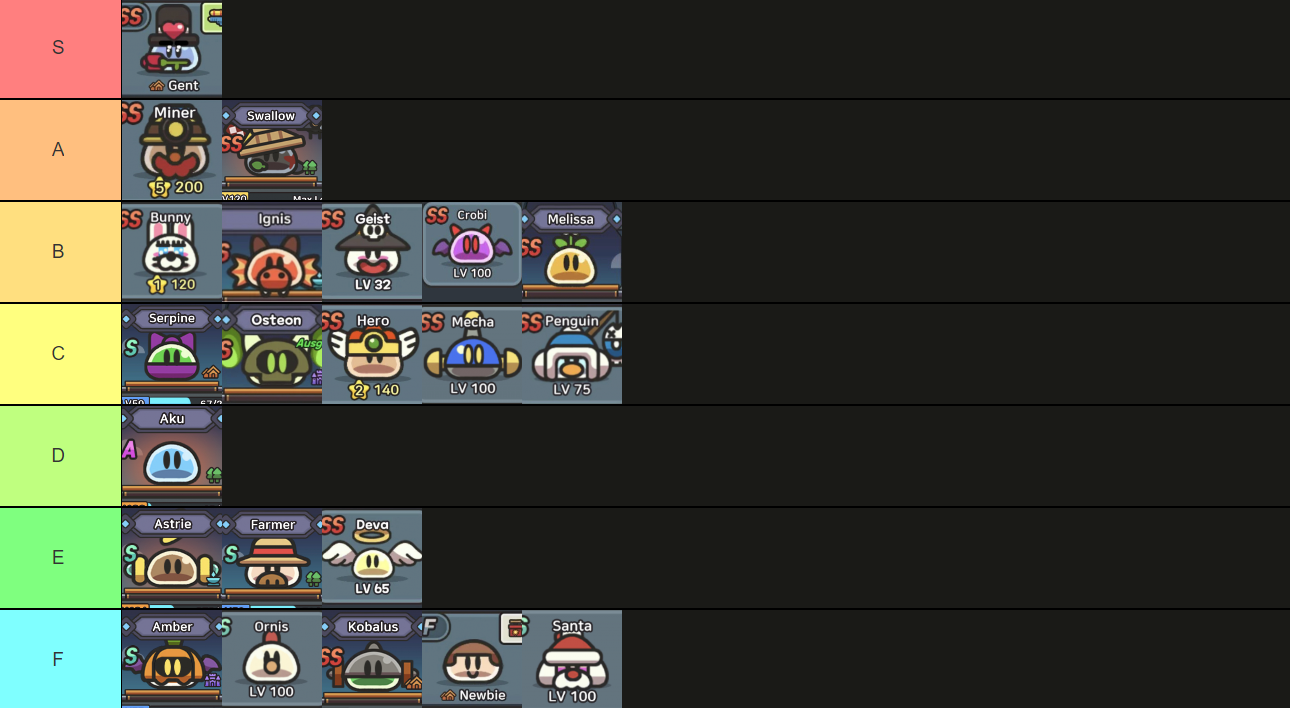 S
SS
Gent
A
SS
Miner
5 200
Swallow
SS
LV120
B
SS
Bunny
1 120
Ignis
SS
Geist
LV 32
SS
Crobi
LV 100
Melissa
SS
C
Serpine
S
Osteon
S
Ausg
SS
Hero
2 140
SS
Mecha
LV 100
SS
Penguin
LV 75
D
Aku
A
E
Astrie
S
Farmer
S
SS
Deva
LV 65
F
Amber
S
S
Ornis
LV 100
Kobalus
SS
F
Newbie
S
Santa
LV 100